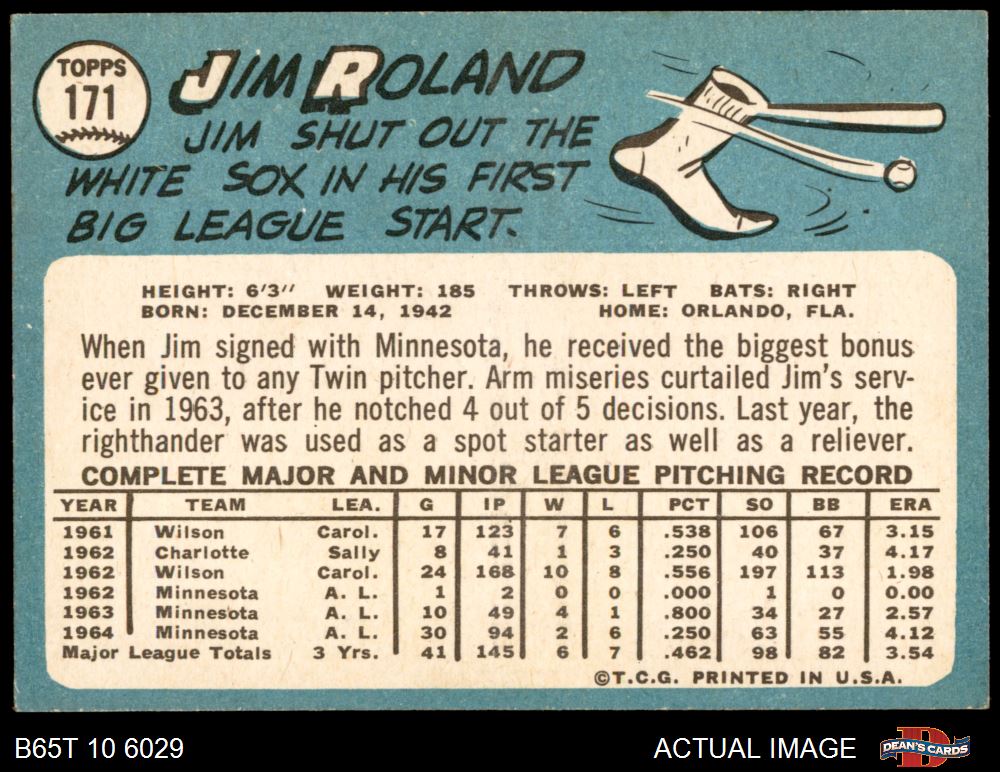 TOPPS
171
JIM ROLAND
JIM SHUT OUT THE
WHITE SOX IN HIS FIRST
BIG LEAGUE START.
HEIGHT: 6'3" WEIGHT: 185 THROWS: LEFT BATS: RIGHT
BORN: DECEMBER 14, 1942 HOME: ORLANDO, FLA.
When Jim signed with Minnesota, he received the biggest bonus
ever given to any Twin pitcher. Arm miseries curtailed Jim's serv-
ice in 1963, after he notched 4 out of 5 decisions. Last year, the
righthander was used as a spot starter as well as a reliever.
COMPLETE MAJOR AND MINOR LEAGUE PITCHING RECORD
YEAR TEAM LEA. G IP W L PCT SO BB ERA
1961 Wilson Carol. 17 123 7 6 .538 106 67 3.15
1962 Charlotte Sally 8 41 1 3 .250 40 37 4.17
1962 Wilson Carol. 24 168 10 8 .556 197 113 1.98
1962 Minnesota A. L. 1 2 0 0 .000 1 0 0.00
1963 Minnesota A. L. 10 49 4 1 .800 34 27 2.57
1964 Minnesota A. L. 30 94 2 6 .250 63 55 4.12
Major League Totals 3 Yrs. 41 145 6 7 .462 98 82 3.54
©T.C.G. PRINTED IN U.S.A.
B65T 10 6029 ACTUAL IMAGE DEAN'S CARDS